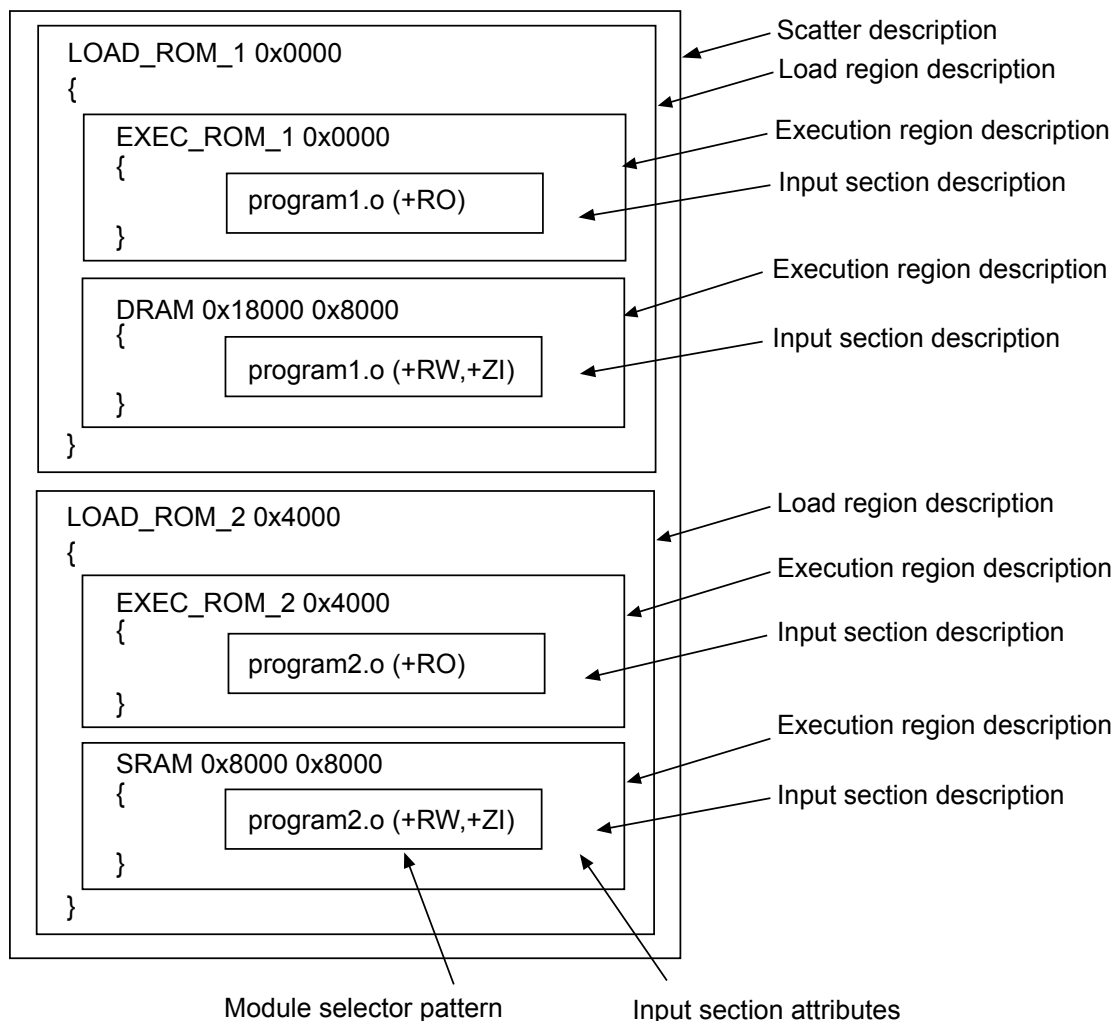 Scatter description
LOAD_ROM_1 0x0000
Load region description
{
EXEC_ROM_1 0x0000
Execution region description
{
program1.o (+RO)
Input section description
}
DRAM 0x18000 0x8000
Execution region description
{
program1.o (+RW,+ZI)
Input section description
}
}
LOAD_ROM_2 0x4000
Load region description
{
EXEC_ROM_2 0x4000
Execution region description
{
program2.o (+RO)
Input section description
}
SRAM 0x8000 0x8000
Execution region description
{
program2.o (+RW,+ZI)
Input section description
}
}
Module selector pattern
Input section attributes